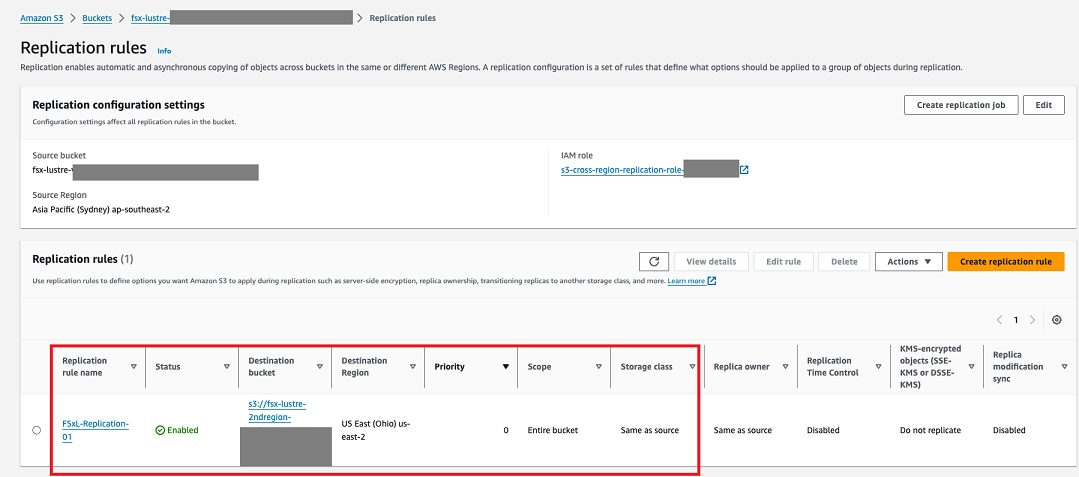 Amazon S3 > Buckets > fsx-lustre- > Replication rules
Replication rules Info
Replication enables automatic and asynchronous copying of objects across buckets in the same or different AWS Regions. A replication configuration is a set of rules that define what options should be applied to a group of objects during replication.
Replication configuration settings
Create replication job
Edit
Configuration settings affect all replication rules in the bucket.
Source bucket
fsx-lustre-
IAM role
s3-cross-region-replication-role-
Source Region
Asia Pacific (Sydney) ap-southeast-2
Replication rules (1)
View details
Edit rule
Delete
Actions
Create replication rule
Use replication rules to define options you want Amazon S3 to apply during replication such as server-side encryption, replica ownership, transitioning replicas to another storage class, and more. Learn more
1
Replication
rule name
Status
Destination
bucket
Destination
Region
Priority
Scope
Storage class
Replica owner
Replication
Time Control
KMS-encrypted
objects (SSE-
KMS or DSSE-
KMS)
Replica
modification
sync
FSxL-Replication-
01
Enabled
s3://fsx-lustre-
2ndregion-
US East (Ohio) us-
east-2
0
Entire bucket
Same as source
Same as source
Disabled
Do not replicate
Disabled